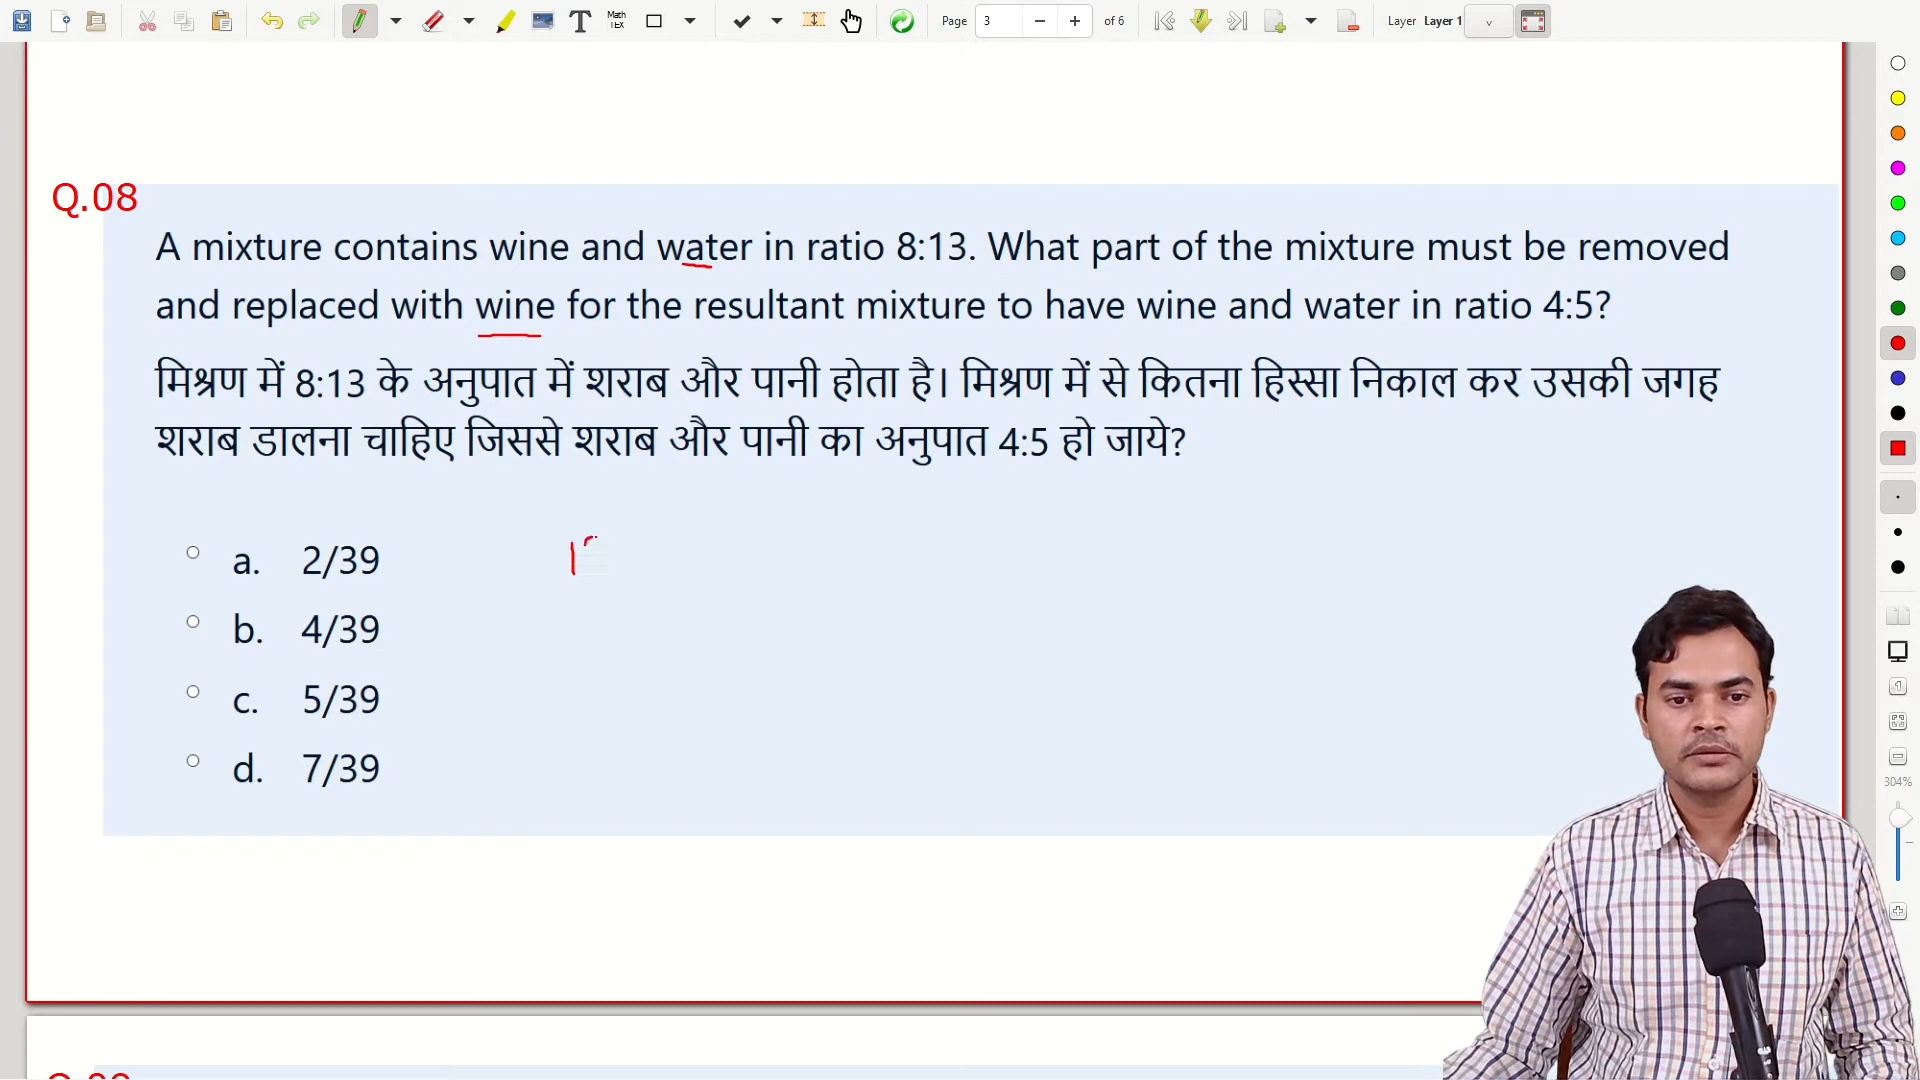 Math
TEX
Page 3 of 6 Layer Layer 1
Q.08
A mixture contains wine and water in ratio 8:13. What part of the mixture must be removed
and replaced with wine for the resultant mixture to have wine and water in ratio 4:5?
मिश्रण में 8:13 के अनुपात में शराब और पानी होता है। मिश्रण में से कितना हिस्सा निकाल कर उसकी जगह
शराब डालना चाहिए जिससे शराब और पानी का अनुपात 4:5 हो जाये?
a. 2/39
b. 4/39
c. 5/39
d. 7/39
304%